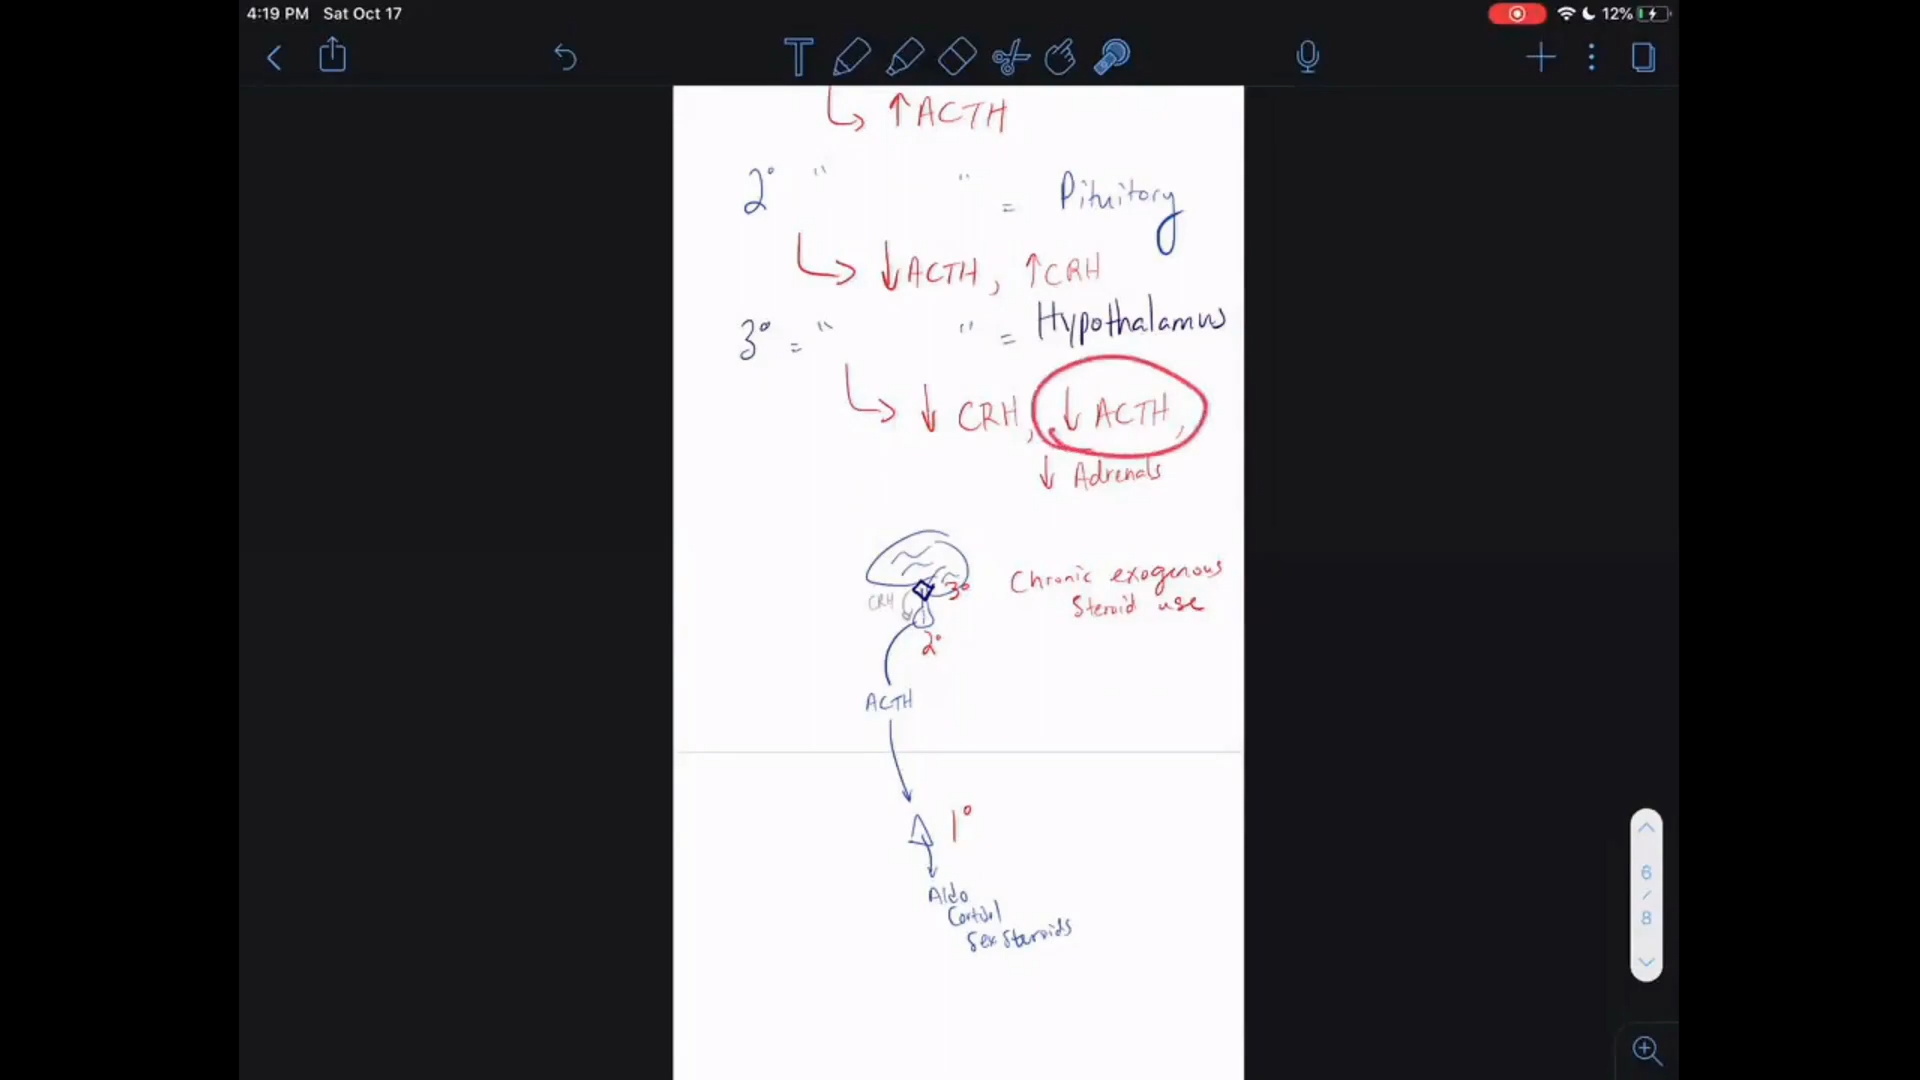 4:19 PM Sat Oct 17
12%
T
↑ACTH
2° " " = Pituitory
↓ACTH, ↑CRH
3° = " " = Hypothalamus
↓ CRH, ↓ ACTH,
↓ Adrenals
Chronic exogenous
Steroid use
CRH
3°
2°
ACTH
1°
Aldo
Cortisol
Sex Steroids
6
/
8